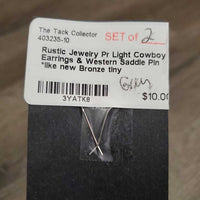 The Tack Collector
403235-10
SET of 2
Rustic Jewelry Pr Light Cowboy
Earrings & Western Saddle Pin
*like new Bronze tiny
Grey
$10.00
3YATK8